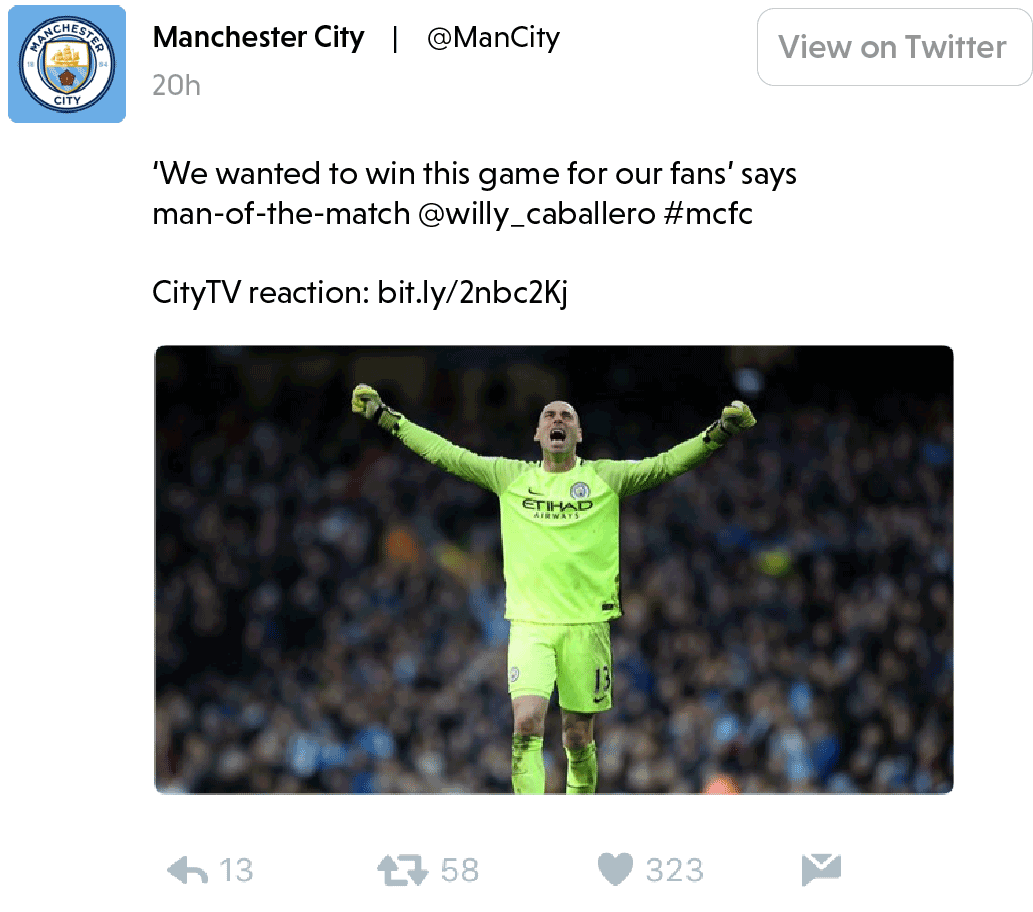 MANCHESTER
18 94
CITY
Manchester City | @ManCity
View on Twitter
20h
‘We wanted to win this game for our fans’ says
man-of-the-match @willy_caballero #mcfc
CityTV reaction: bit.ly/2nbc2Kj
ETIHAD
AIRWAYS
13
13 58 323